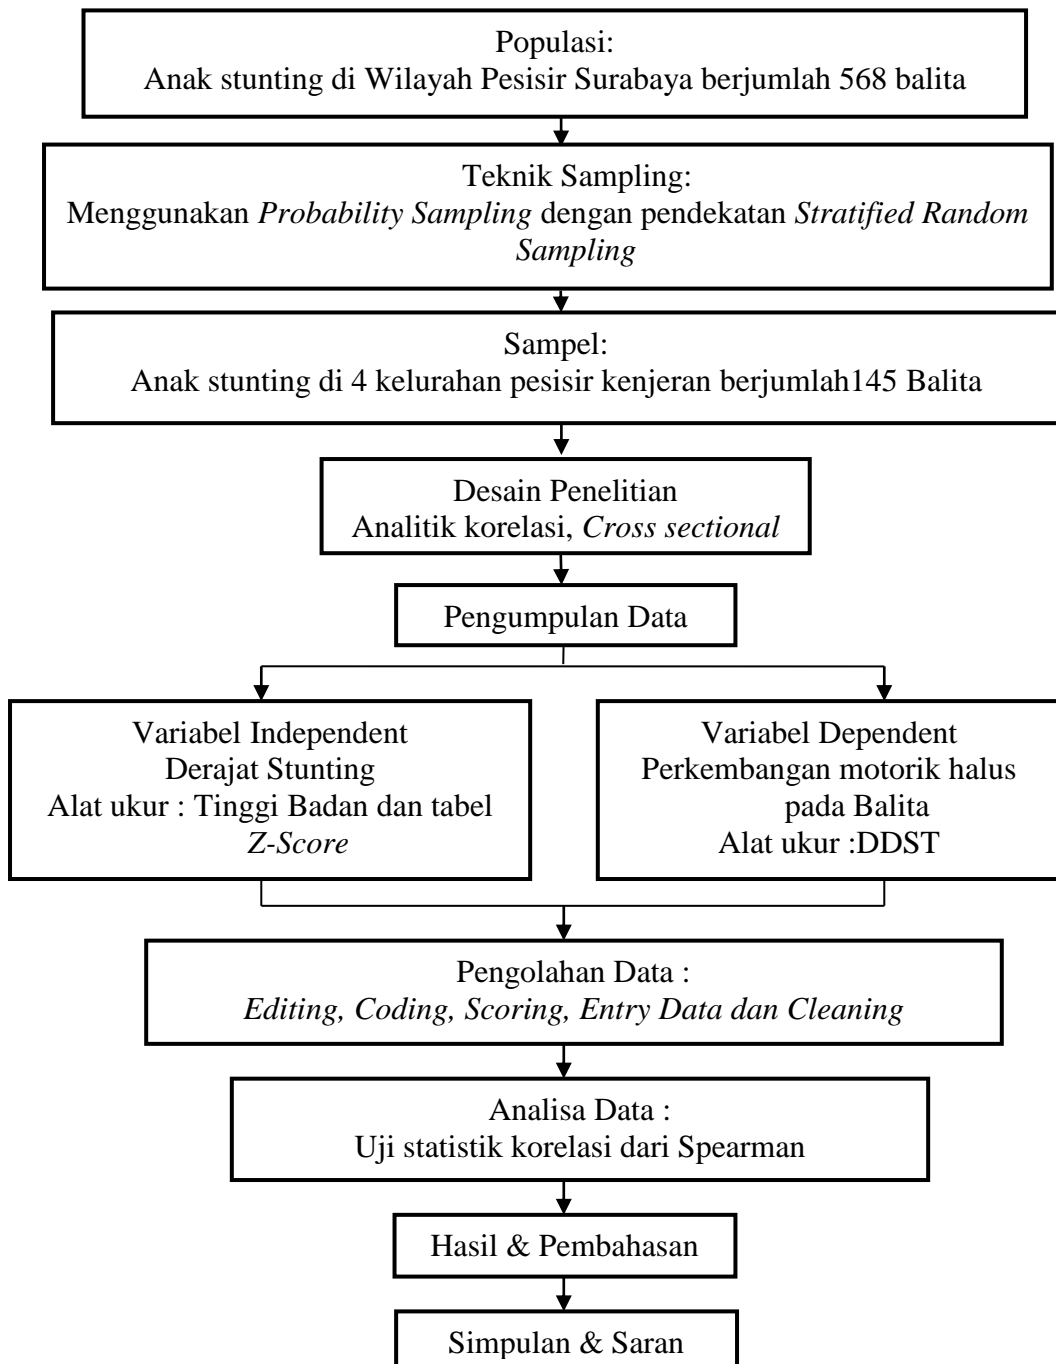 Populasi:
Anak stunting di Wilayah Pesisir Surabaya berjumlah 568 balita
Teknik Sampling:
Menggunakan Probability Sampling dengan pendekatan Stratified Random
Sampling
Sampel:
Anak stunting di 4 kelurahan pesisir kenjeran berjumlah145 Balita
Desain Penelitian
Analitik korelasi, Cross sectional
Pengumpulan Data
Variabel Independent
Derajat Stunting
Alat ukur : Tinggi Badan dan tabel
Z-Score
Variabel Dependent
Perkembangan motorik halus
pada Balita
Alat ukur :DDST
Pengolahan Data :
Editing, Coding, Scoring, Entry Data dan Cleaning
Analisa Data :
Uji statistik korelasi dari Spearman
Hasil & Pembahasan
Simpulan & Saran